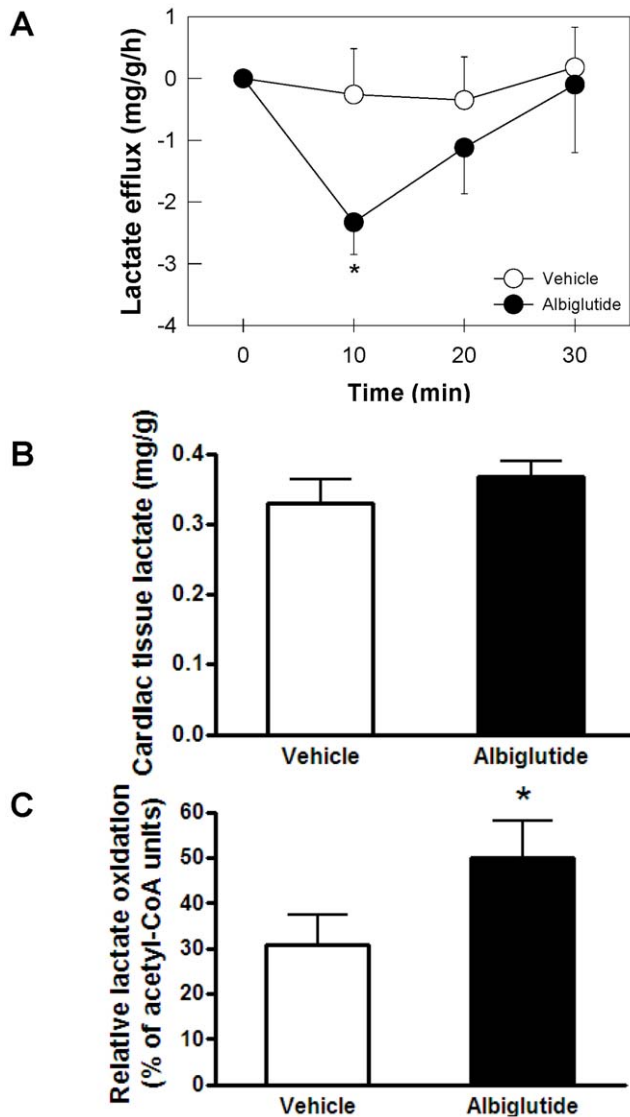 A
Lactate efflux (mg/g/h)
1
0
-1
-2
-3
-4
*
Vehicle
Albiglutide
0 10 20 30
Time (min)
B
Cardiac tissue lactate (mg/g)
0.4
0.3
0.2
0.1
0.0
Vehicle Albiglutide
C
Relative lactate oxidation
(% of acetyl-CoA units)
60
50
40
30
20
10
0
*
Vehicle Albiglutide